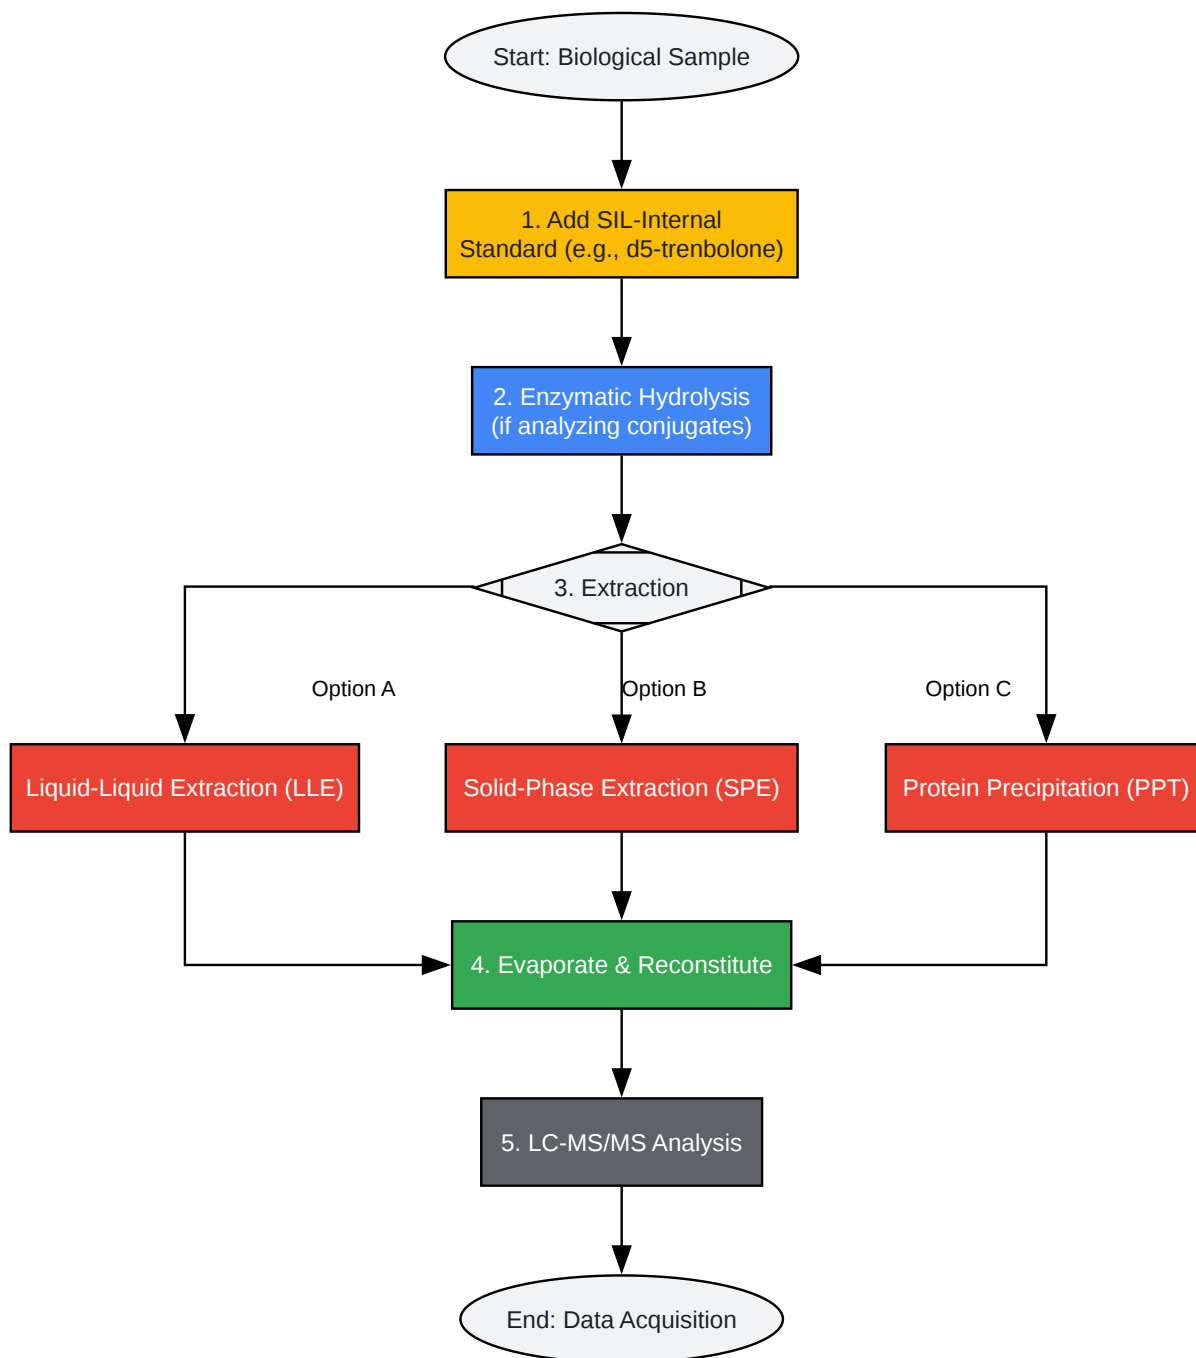 Start: Biological Sample
1. Add SIL-Internal
Standard (e.g., d5-trenbolone)
2. Enzymatic Hydrolysis
(if analyzing conjugates)
3. Extraction
Option A
Option B
Option C
Liquid-Liquid Extraction (LLE)
Solid-Phase Extraction (SPE)
Protein Precipitation (PPT)
4. Evaporate & Reconstitute
5. LC-MS/MS Analysis
End: Data Acquisition